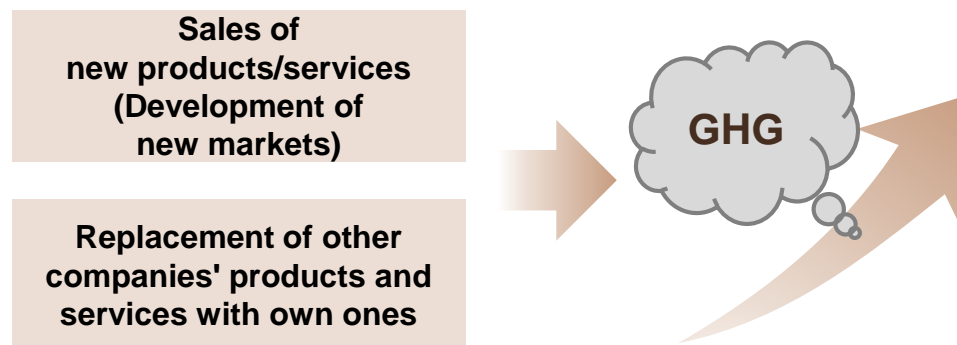 Sales of
new products/services
(Development of
new markets)
GHG
Replacement of other
companies' products and
services with own ones